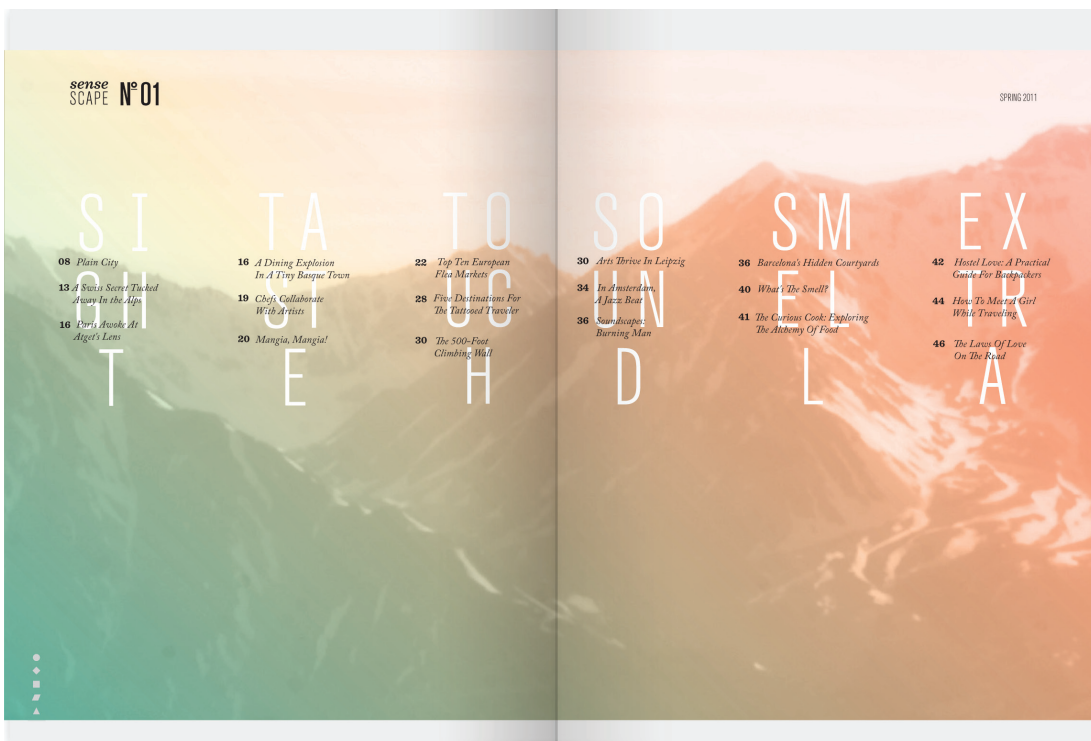 sense
SCAPE Nº 01
SPRING 2011
SI
GH
T
08 Plain City
13 A Swiss Secret Tucked
Away In the Alps
16 Paris Awoke At
Atget's Lens
TA
ST
E
16 A Dining Explosion
In A Tiny Basque Town
19 Chefs Collaborate
With Artists
20 Mangia, Mangia!
TO
UC
H
22 Top Ten European
Flea Markets
28 Five Destinations For
The Tattooed Traveler
30 The 500-Foot
Climbing Wall
SO
UN
D
30 Arts Thrive In Leipzig
34 In Amsterdam,
A Jazz Beat
36 Soundscapes:
Burning Man
SM
EL
L
36 Barcelona's Hidden Courtyards
40 What's The Smell?
41 The Curious Cook: Exploring
The Alchemy Of Food
EX
TR
A
42 Hostel Love: A Practical
Guide For Backpackers
44 How To Meet A Girl
While Traveling
46 The Laws Of Love
On The Road